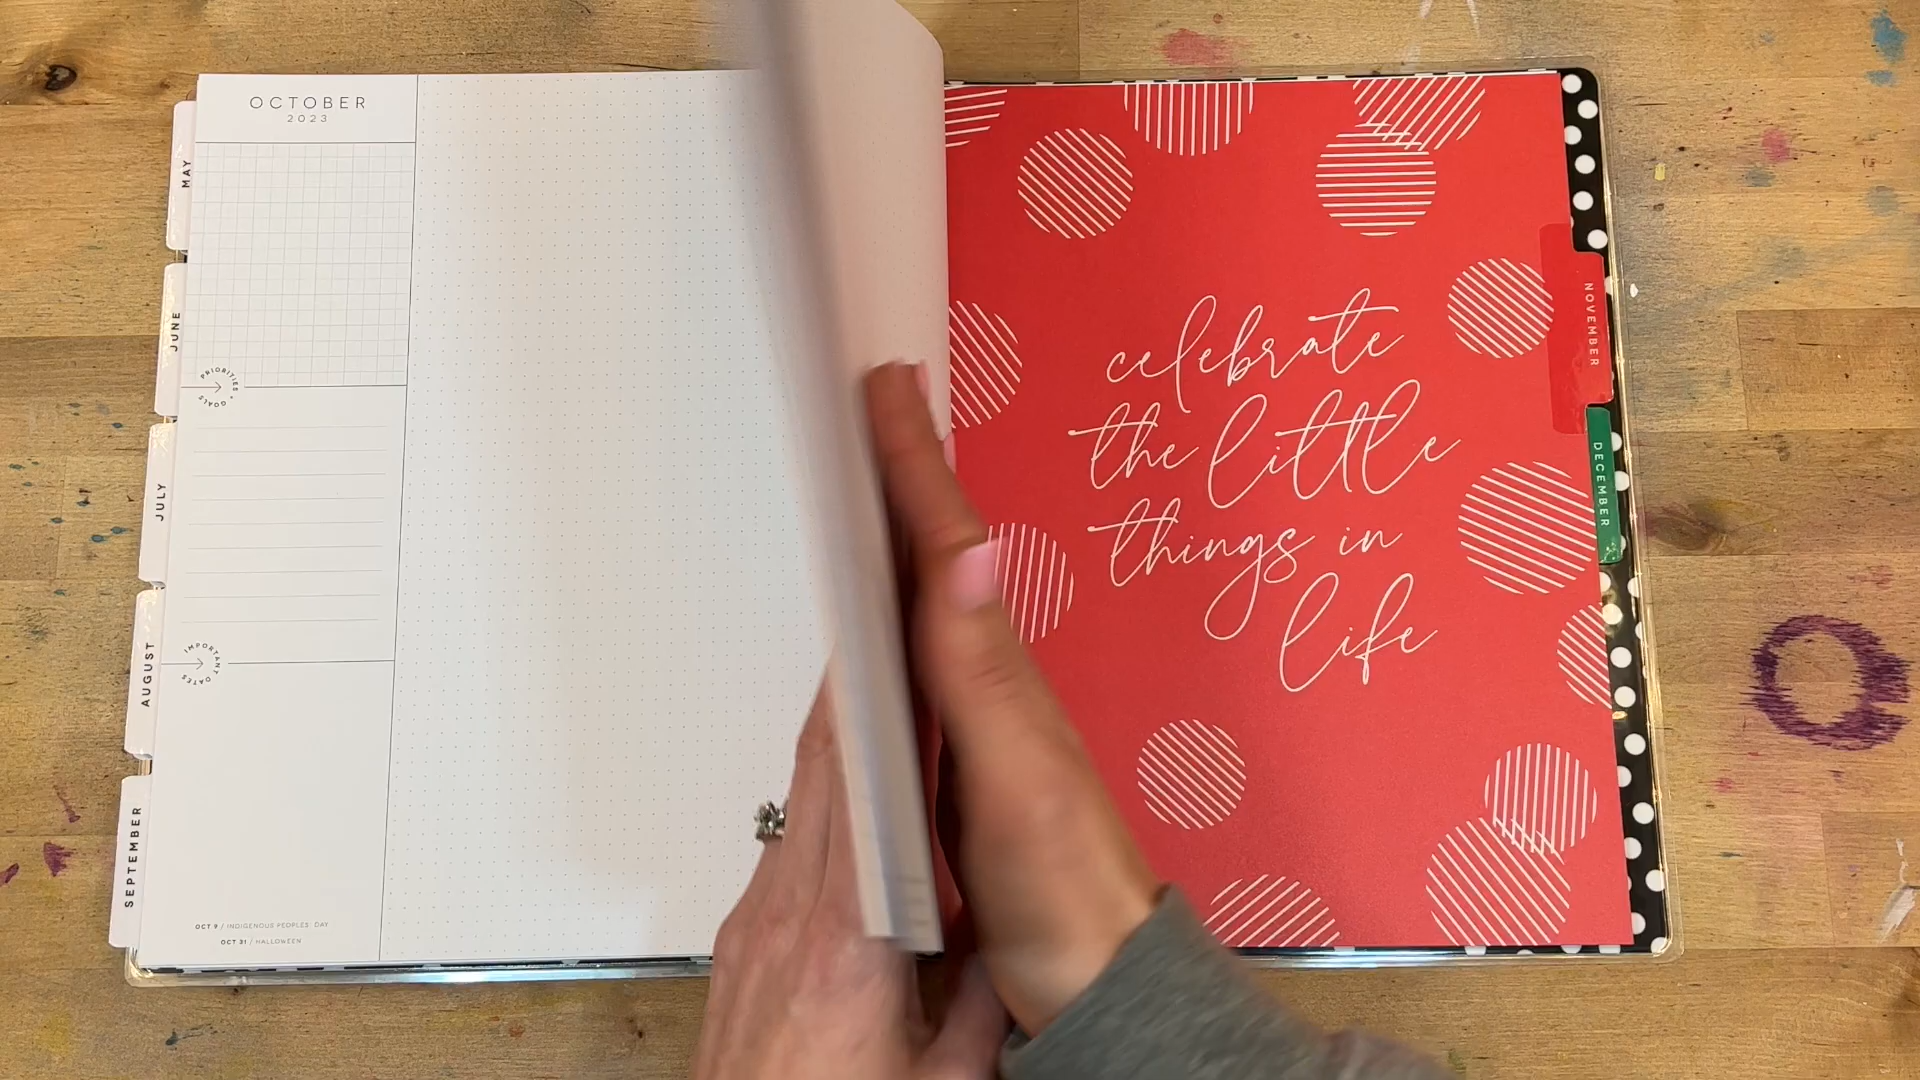 OCTOBER
2023
PRIORITIES + GOALS
IMPORTANT DATES
OCT 9 / INDIGENOUS PEOPLES' DAY
OCT 31 / HALLOWEEN
MAY
JUNE
JULY
AUGUST
SEPTEMBER
celebrate
the little
things in
life
NOVEMBER
DECEMBER